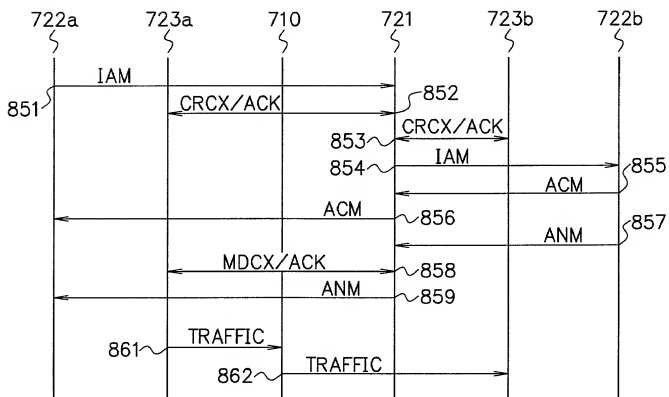 722a 723a 710 721 723b 722b
IAM
851
CRCX/ACK
852
CRCX/ACK
853
IAM
854
855
ACM
ACM
856
857
ANM
MDCX/ACK
858
ANM
859
TRAFFIC
861
TRAFFIC
862